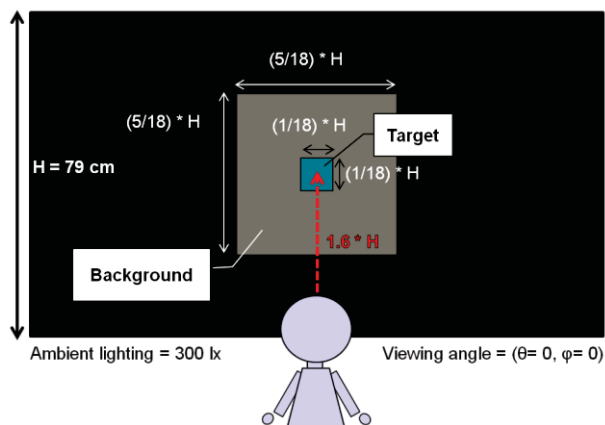 (5/18) * H
(5/18) * H
(1/18) * H
Target
H = 79 cm
(1/18) * H
1.6 * H
Background
Ambient lighting = 300 lx
Viewing angle = (θ= 0, φ= 0)